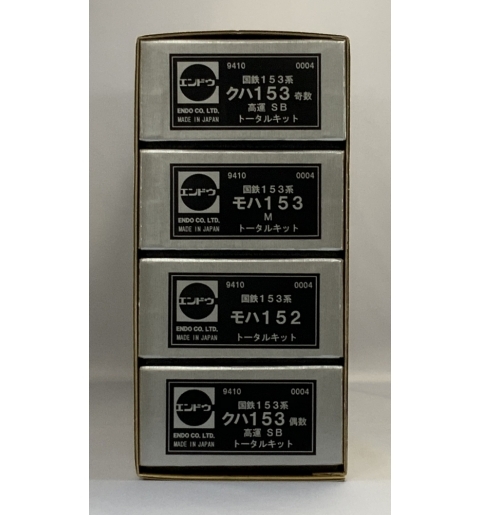 9410 0004
エンドウ
国鉄153系
クハ153 奇数
高運 SB
ENDO CO, LTD.
MADE IN JAPAN
トータルキット
9410 0004
エンドウ
国鉄153系
モハ153
M
ENDO CO, LTD.
MADE IN JAPAN
トータルキット
9410 0004
エンドウ
国鉄153系
モハ152
ENDO CO, LTD.
MADE IN JAPAN
トータルキット
9410 0004
エンドウ
国鉄153系
クハ153 偶数
高運 SB
ENDO CO, LTD.
MADE IN JAPAN
トータルキット